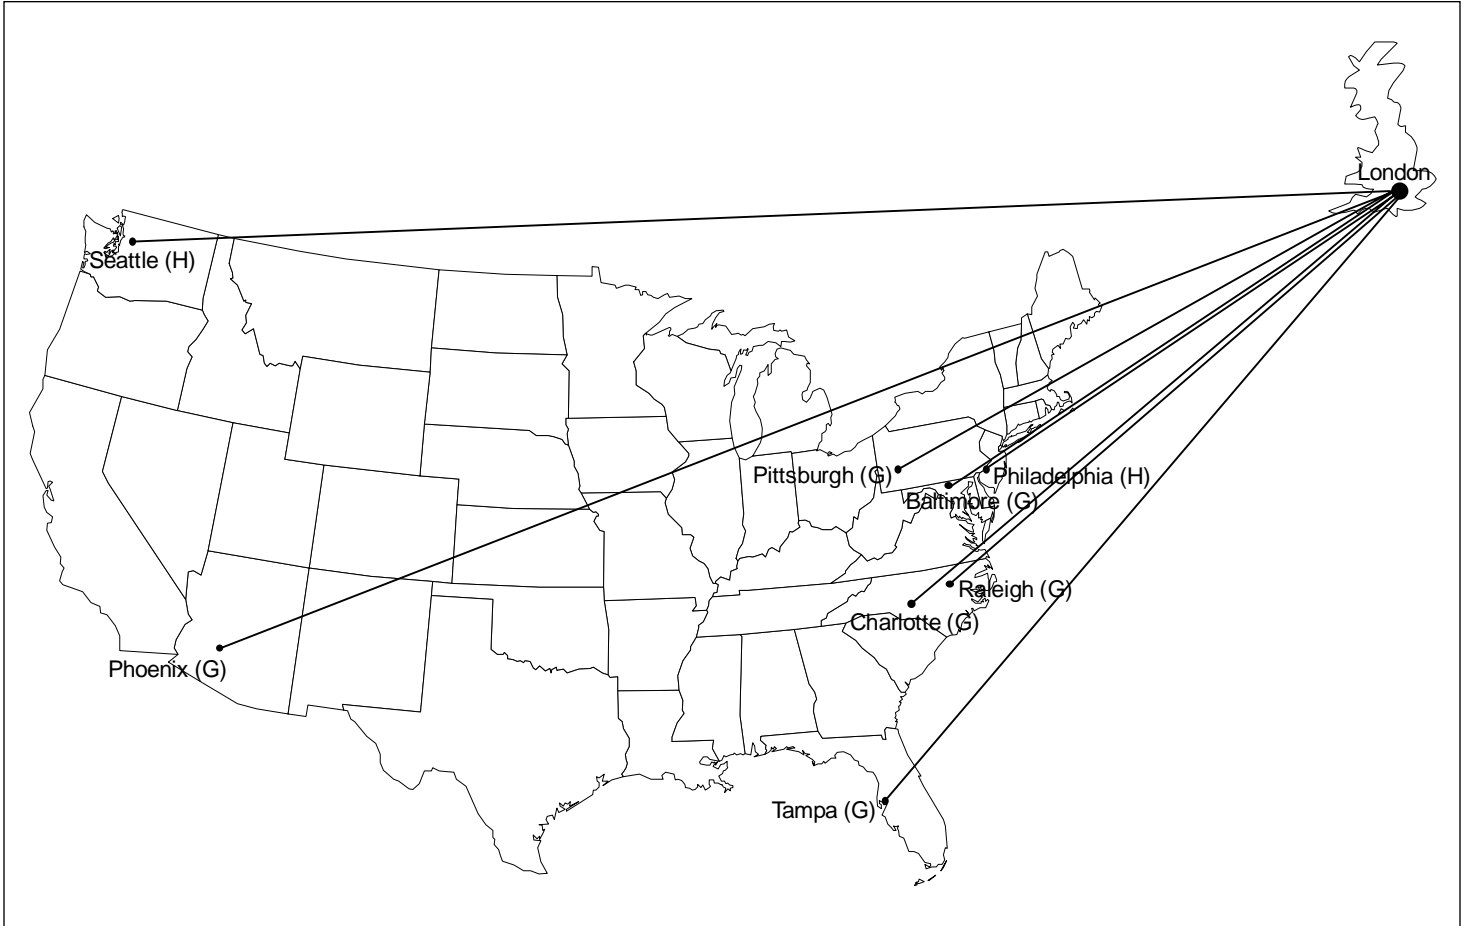 London
Seattle (H)
Pittsburgh (G)
Philadelphia (H)
Baltimore (G)
Raleigh (G)
Charlotte (G)
Phoenix (G)
Tampa (G)